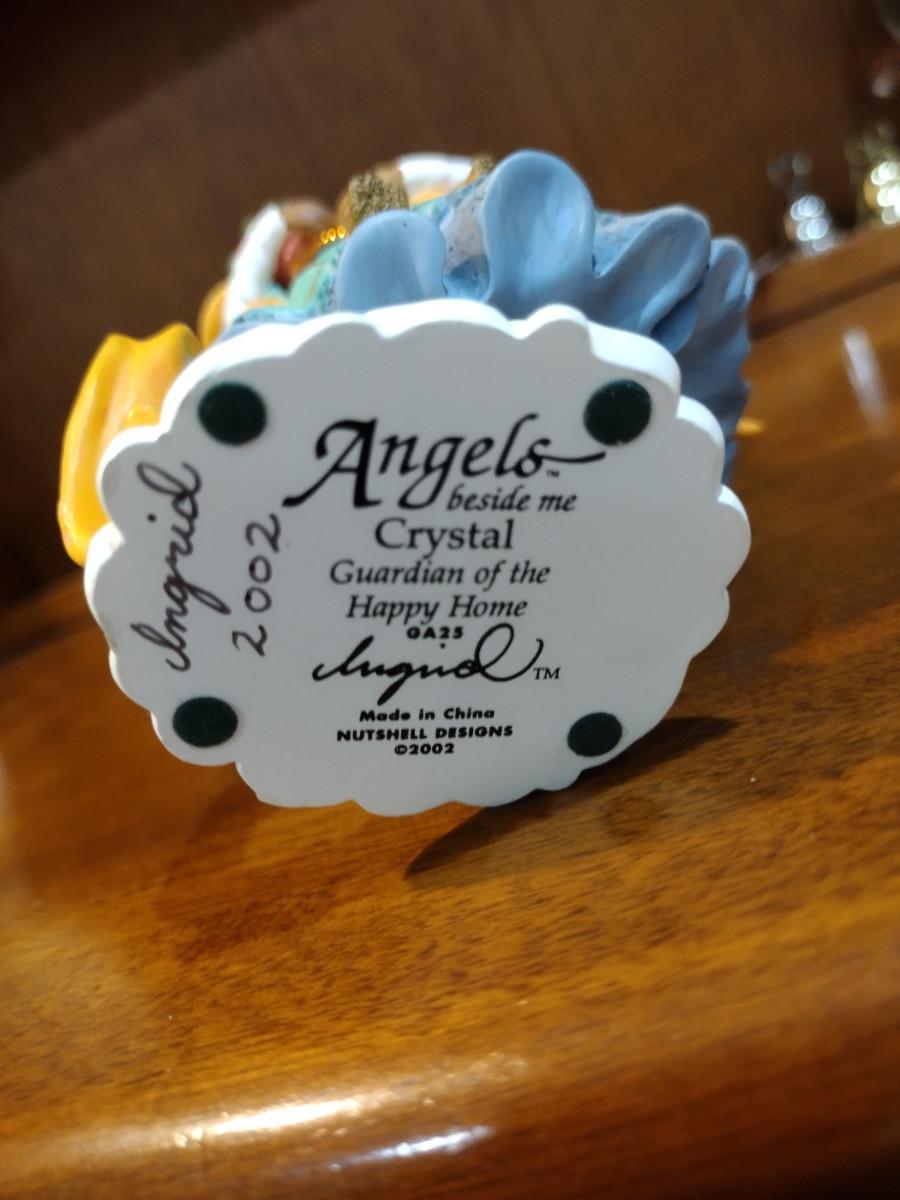 Angels™
beside me
Crystal
Guardian of the
Happy Home
GA25
Ingrid™
Made in China
NUTSHELL DESIGNS
©2002
Ingrid
2002